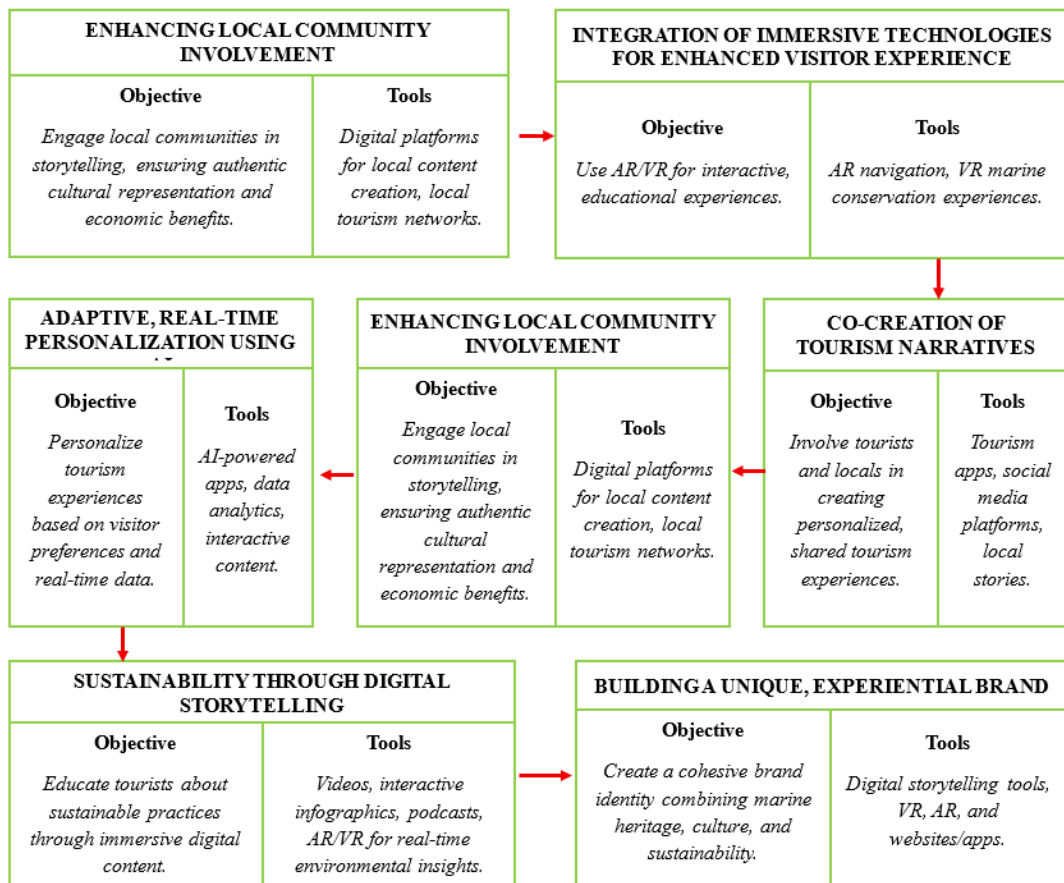 ENHANCING LOCAL COMMUNITY
INVOLVEMENT
Objective
Engage local communities in
storytelling, ensuring authentic
cultural representation and
economic benefits.
Tools
Digital platforms
for local content
creation, local
tourism networks.
INTEGRATION OF IMMERSIVE TECHNOLOGIES
FOR ENHANCED VISITOR EXPERIENCE
Objective
Use AR/VR for interactive,
educational experiences.
Tools
AR navigation, VR marine
conservation experiences.
ADAPTIVE, REAL-TIME
PERSONALIZATION USING
Objective
Personalize
tourism
experiences
based on visitor
preferences and
real-time data.
Tools
AI-powered
apps, data
analytics,
interactive
content.
ENHANCING LOCAL COMMUNITY
INVOLVEMENT
Objective
Engage local
communities in
storytelling,
ensuring authentic
cultural
representation and
economic benefits.
Tools
Digital platforms
for local content
creation, local
tourism networks.
CO-CREATION OF
TOURISM NARRATIVES
Objective
Involve tourists
and locals in
creating
personalized,
shared tourism
experiences.
Tools
Tourism
apps, social
media
platforms,
local
stories.
SUSTAINABILITY THROUGH DIGITAL
STORYTELLING
Objective
Educate tourists about
sustainable practices
through immersive digital
content.
Tools
Videos, interactive
infographics, podcasts,
AR/VR for real-time
environmental insights.
BUILDING A UNIQUE, EXPERIENTIAL BRAND
Objective
Create a cohesive brand
identity combining marine
heritage, culture, and
sustainability.
Tools
Digital storytelling tools,
VR, AR, and
websites/apps.